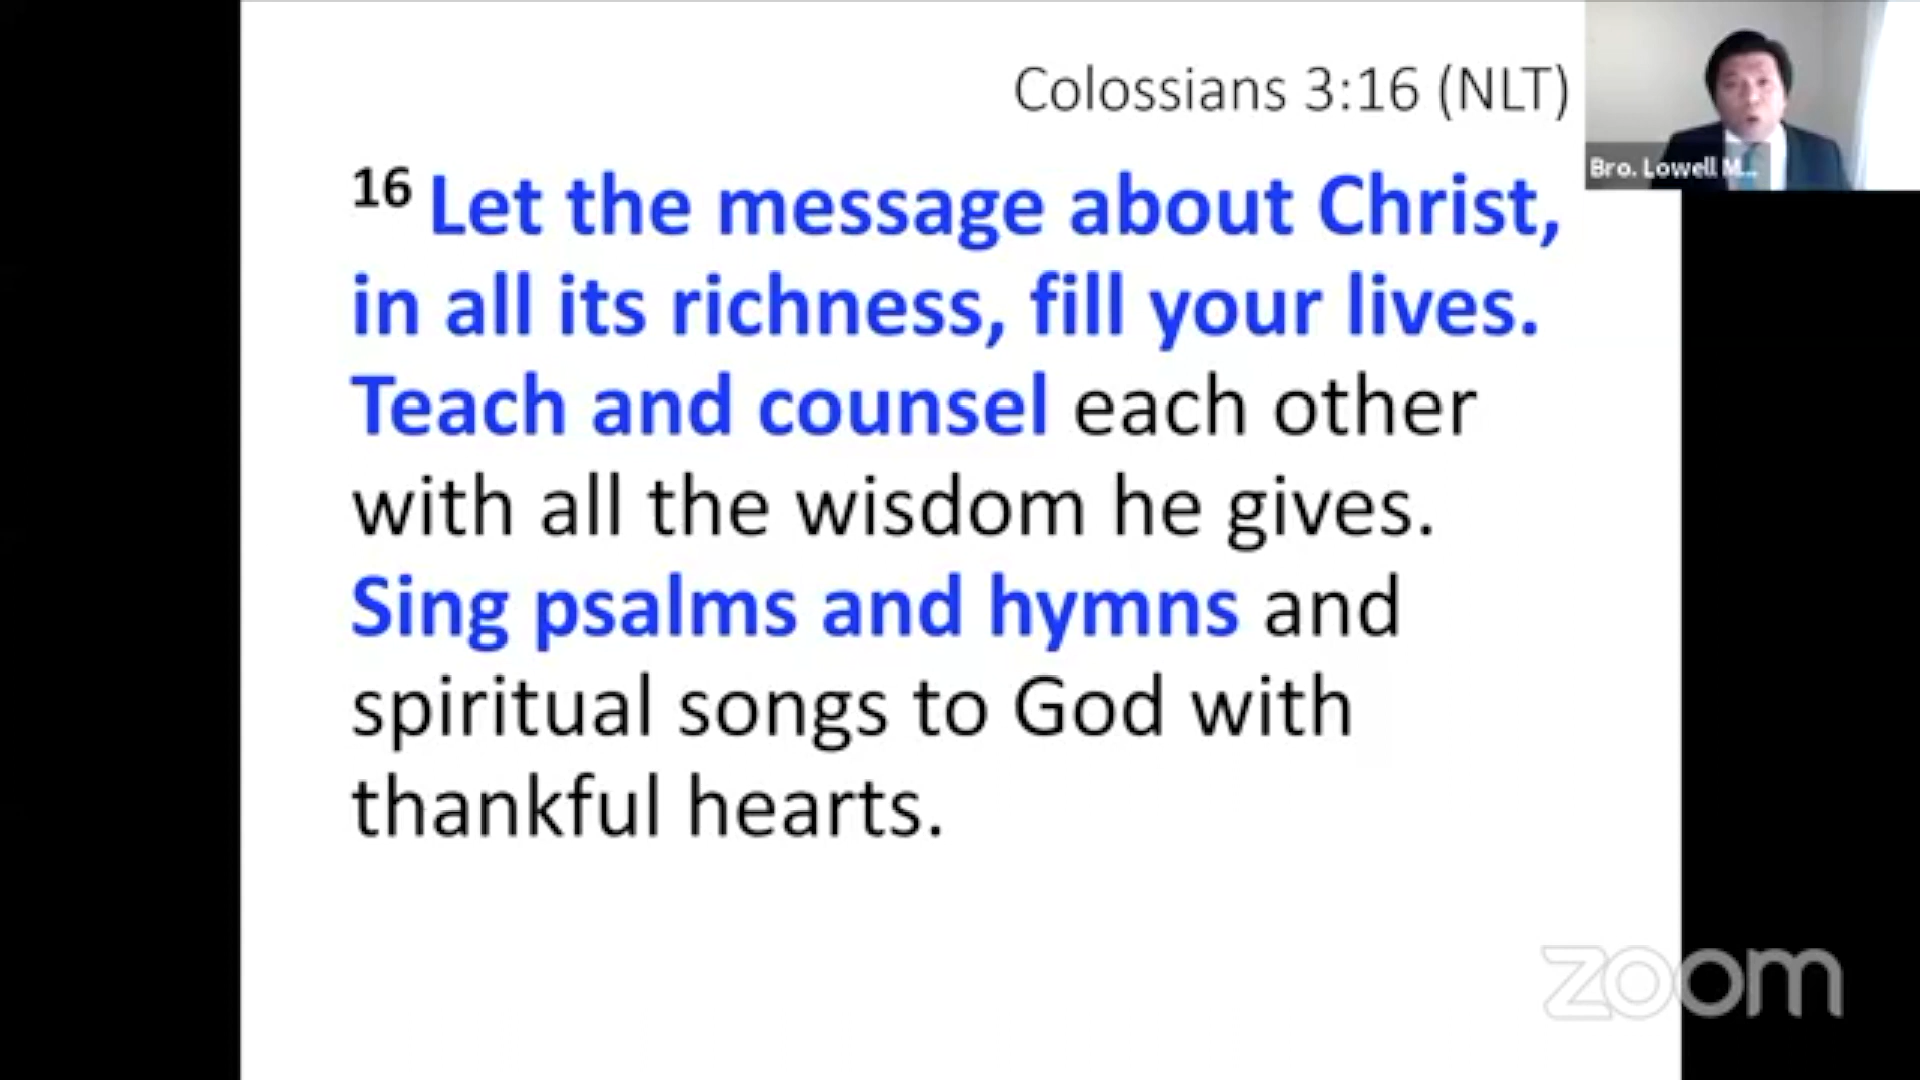 Colossians 3:16 (NLT)
Bro. Lowell M...
16 Let the message about Christ,
in all its richness, fill your lives.
Teach and counsel each other
with all the wisdom he gives.
Sing psalms and hymns and
spiritual songs to God with
thankful hearts.
zoom